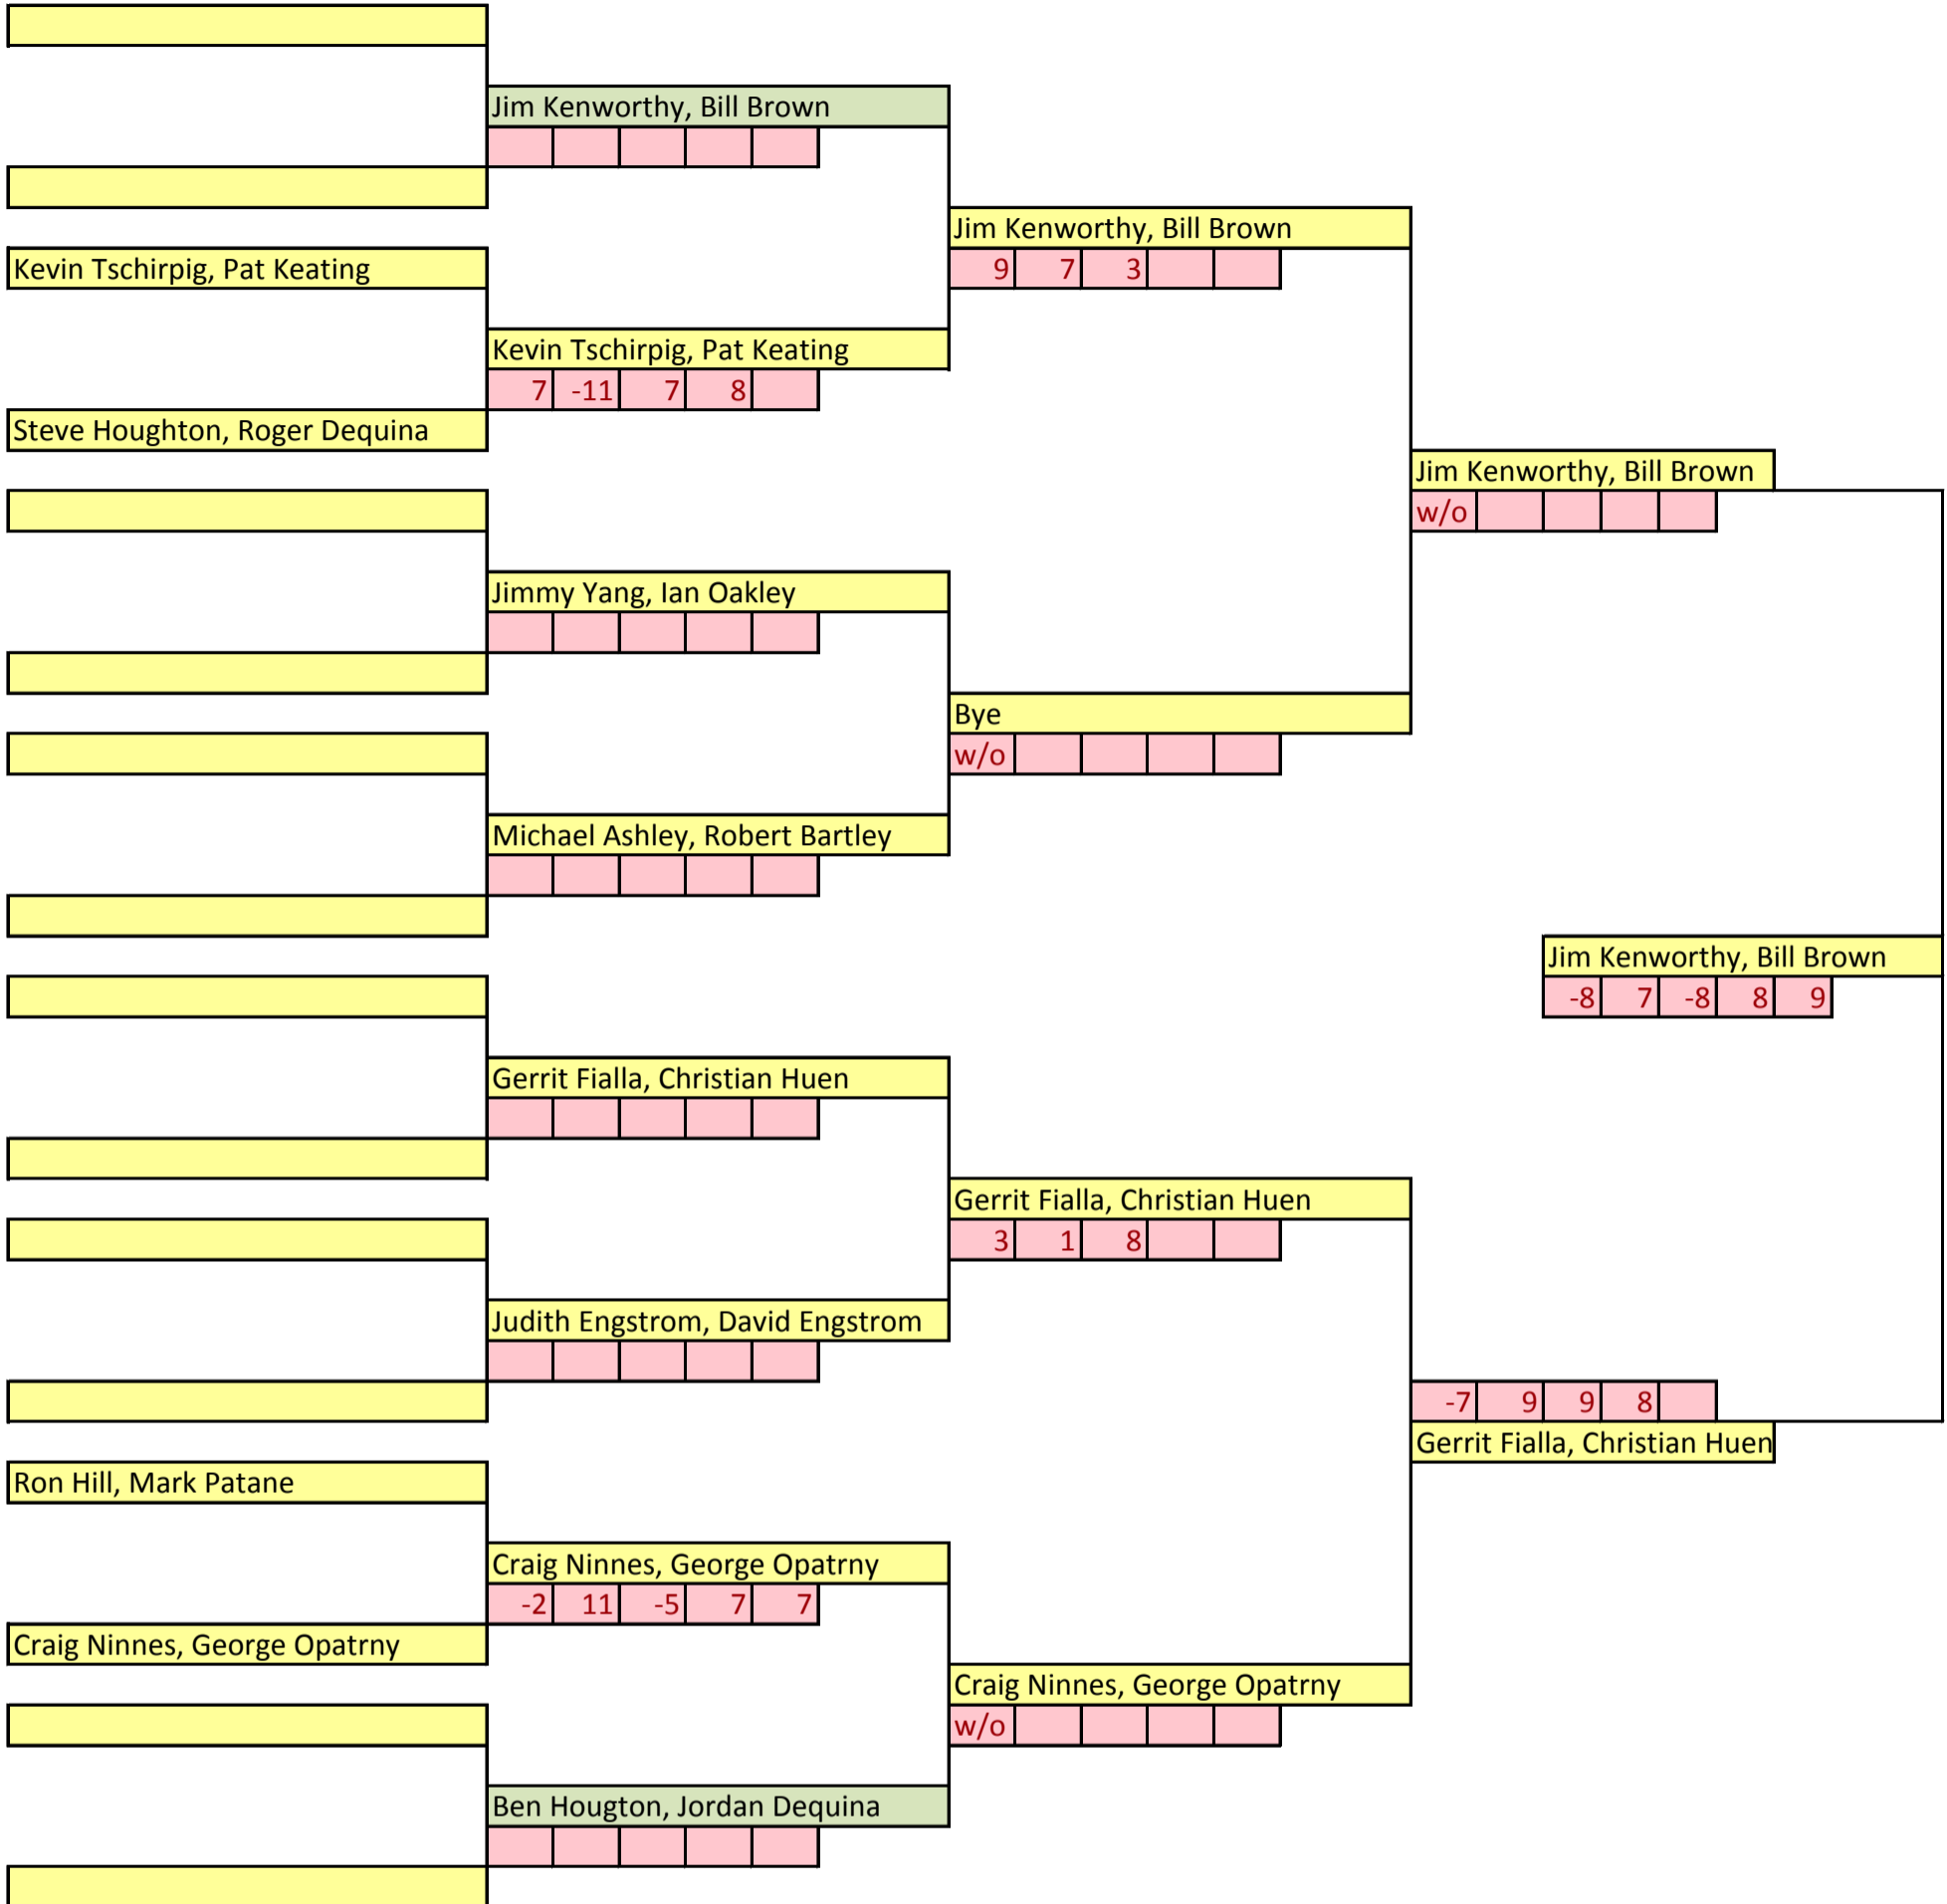 Jim Kenworthy, Bill Brown
Jim Kenworthy, Bill Brown
Kevin Tschirpig, Pat Keating
9 7 3
Kevin Tschirpig, Pat Keating
7 -11 7 8
Steve Houghton, Roger Dequina
Jim Kenworthy, Bill Brown
w/o
Jimmy Yang, Ian Oakley
Bye
w/o
Michael Ashley, Robert Bartley
Jim Kenworthy, Bill Brown
-8 7 -8 8 9
Gerrit Fialla, Christian Huen
Gerrit Fialla, Christian Huen
3 1 8
Judith Engstrom, David Engstrom
-7 9 9 8
Gerrit Fialla, Christian Huen
Ron Hill, Mark Patane
Craig Ninnes, George Opatrny
-2 11 -5 7 7
Craig Ninnes, George Opatrny
Craig Ninnes, George Opatrny
w/o
Ben Hougton, Jordan Dequina